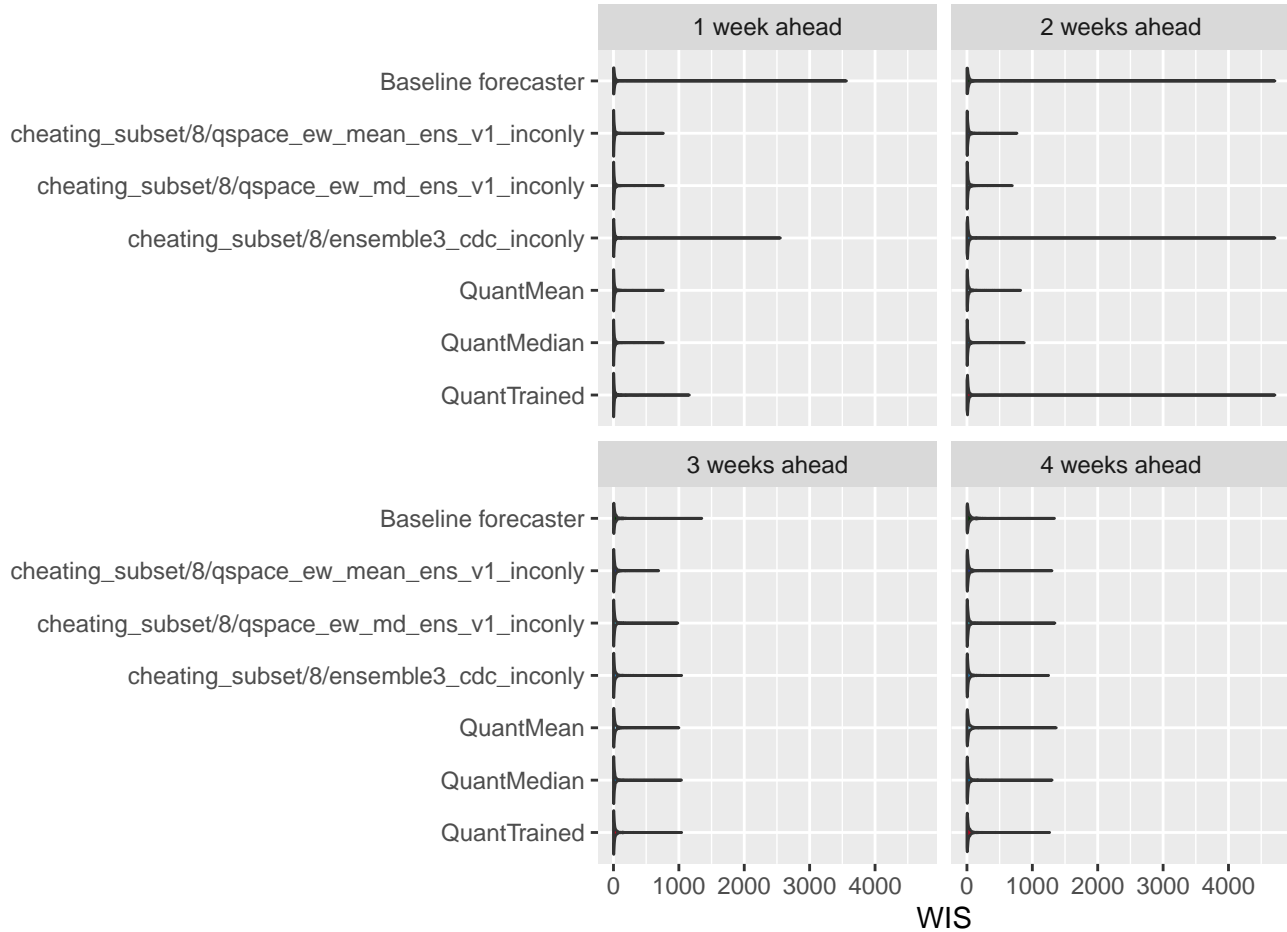 1 week ahead
2 weeks ahead
Baseline forecaster
cheating_subset/8/qspace_ew_mean_ens_v1_inconly
cheating_subset/8/qspace_ew_md_ens_v1_inconly
cheating_subset/8/ensemble3_cdc_inconly
QuantMean
QuantMedian
QuantTrained
3 weeks ahead
4 weeks ahead
Baseline forecaster
cheating_subset/8/qspace_ew_mean_ens_v1_inconly
cheating_subset/8/qspace_ew_md_ens_v1_inconly
cheating_subset/8/ensemble3_cdc_inconly
QuantMean
QuantMedian
QuantTrained
0 1000 2000 3000 4000
0 1000 2000 3000 4000
WIS